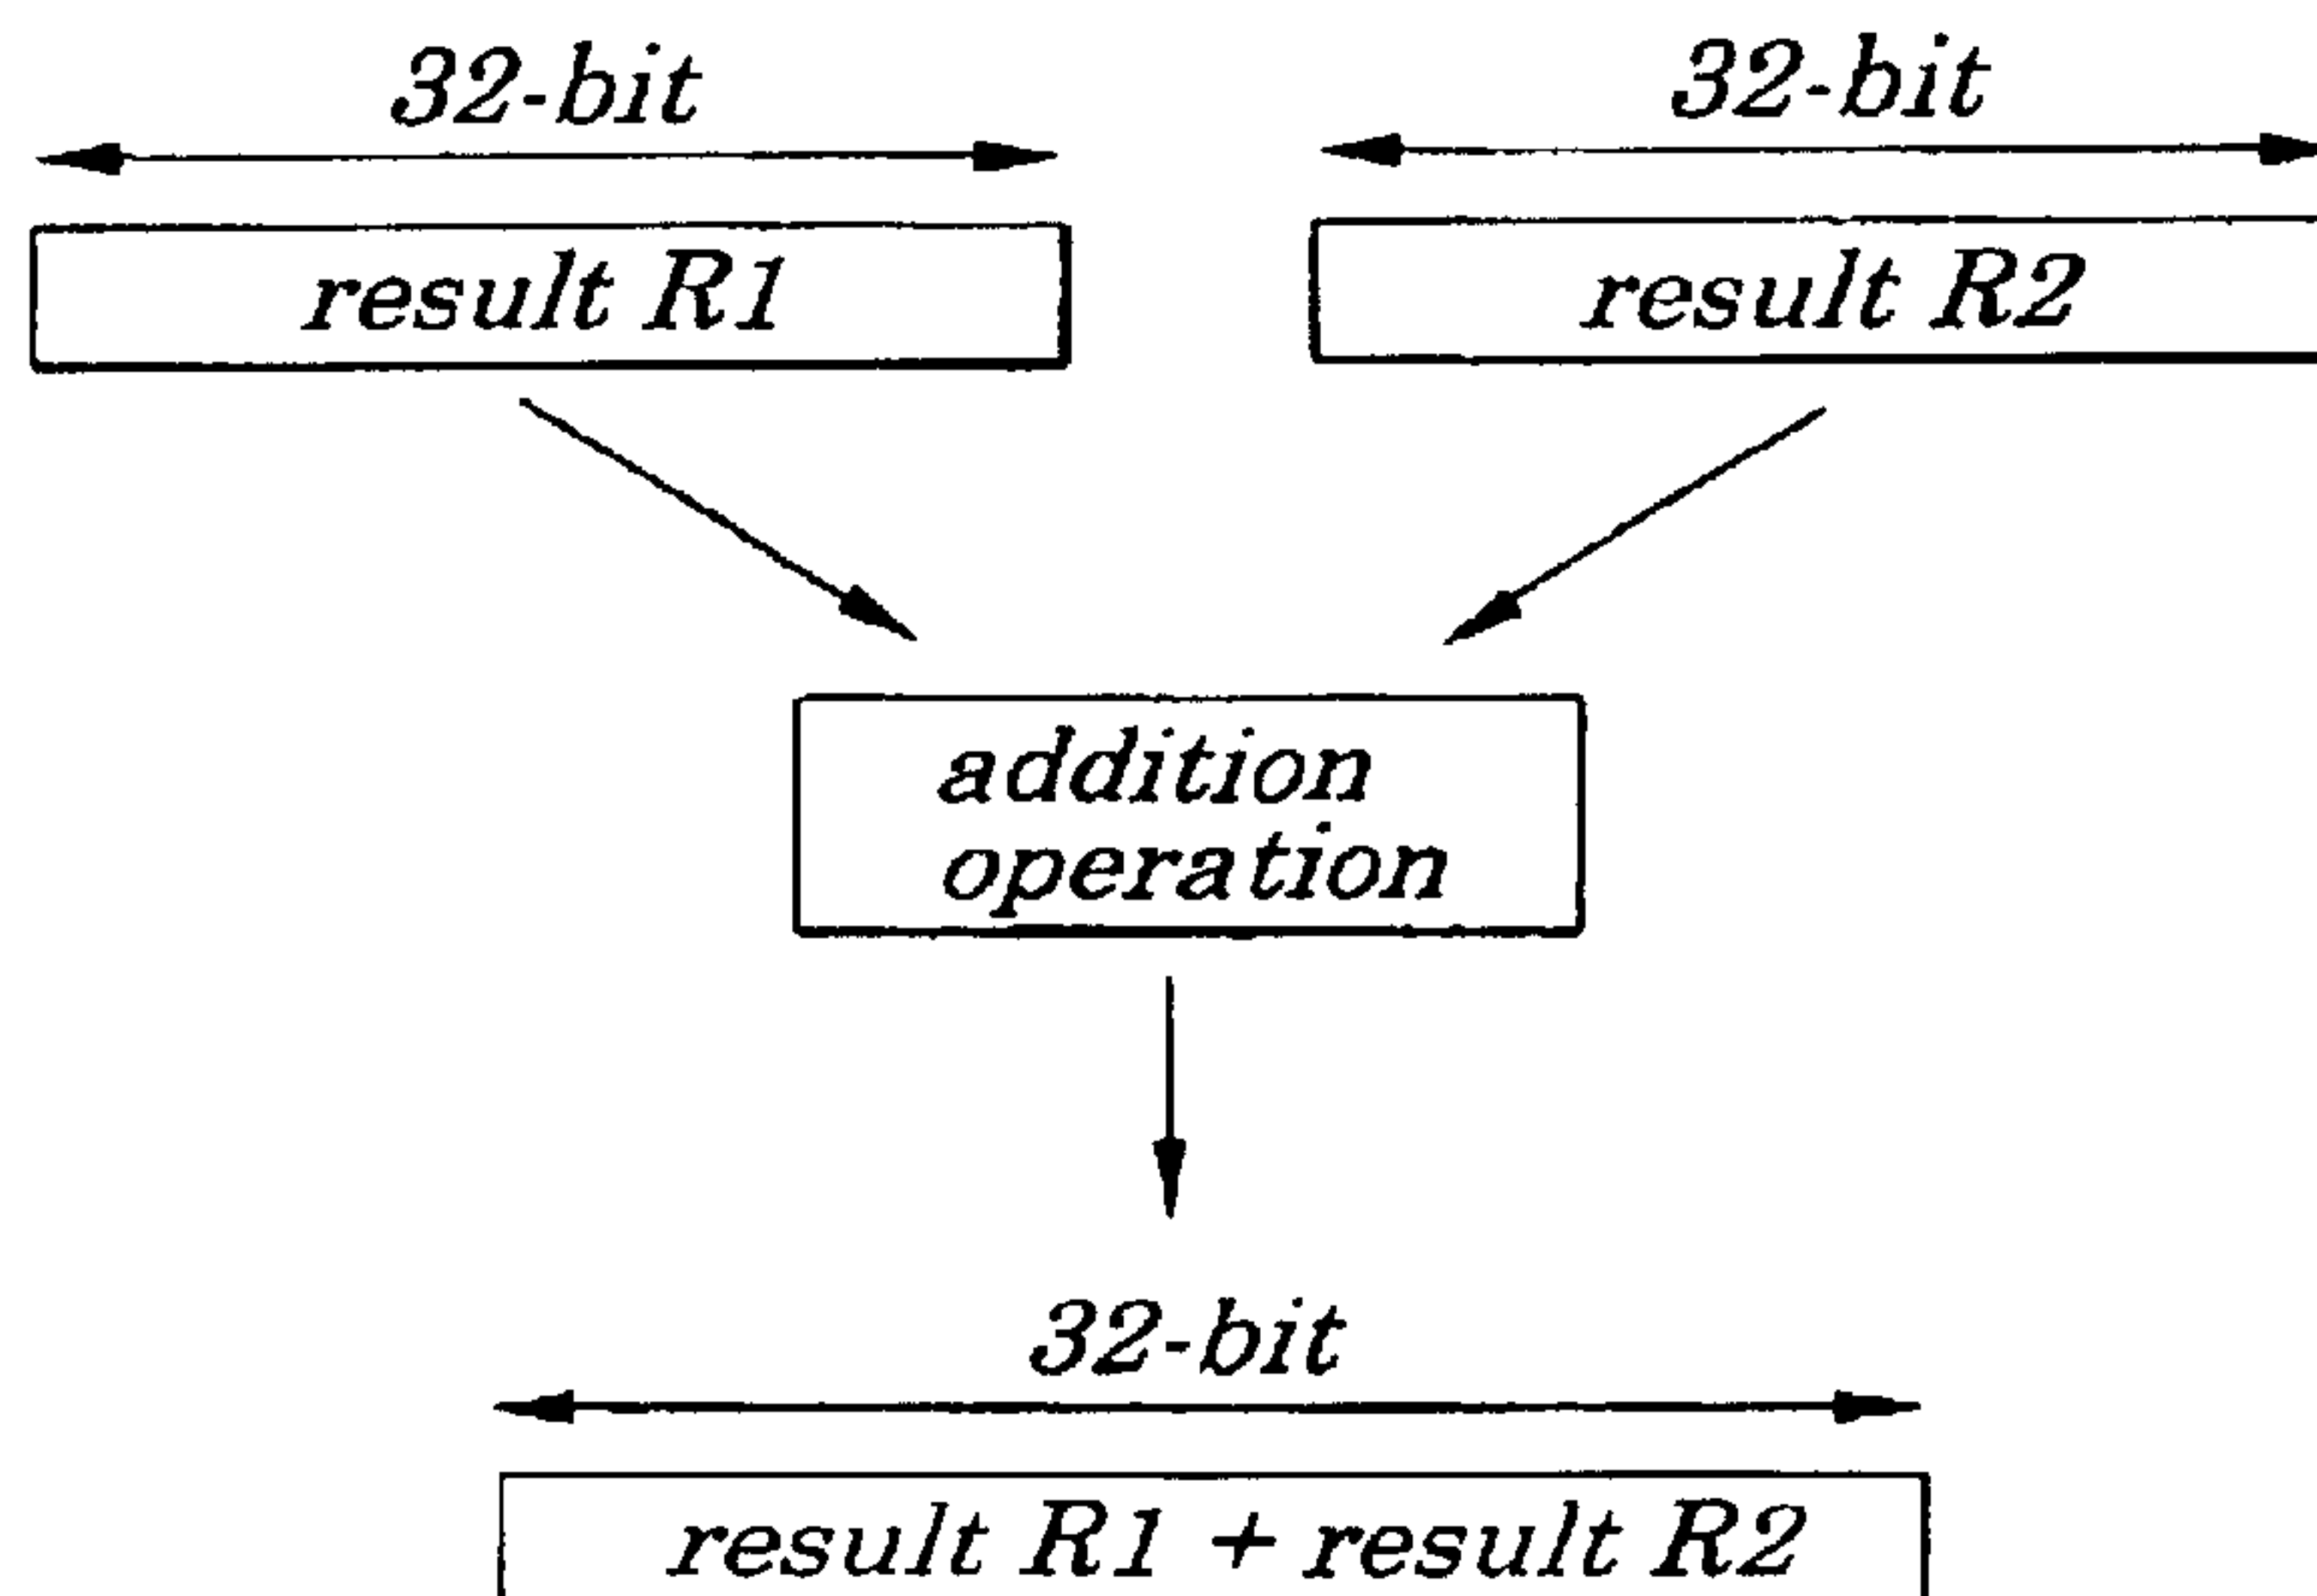 32-bit
32-bit
result R1
result R2
addition
operation
32-bit
result R1 + result R2